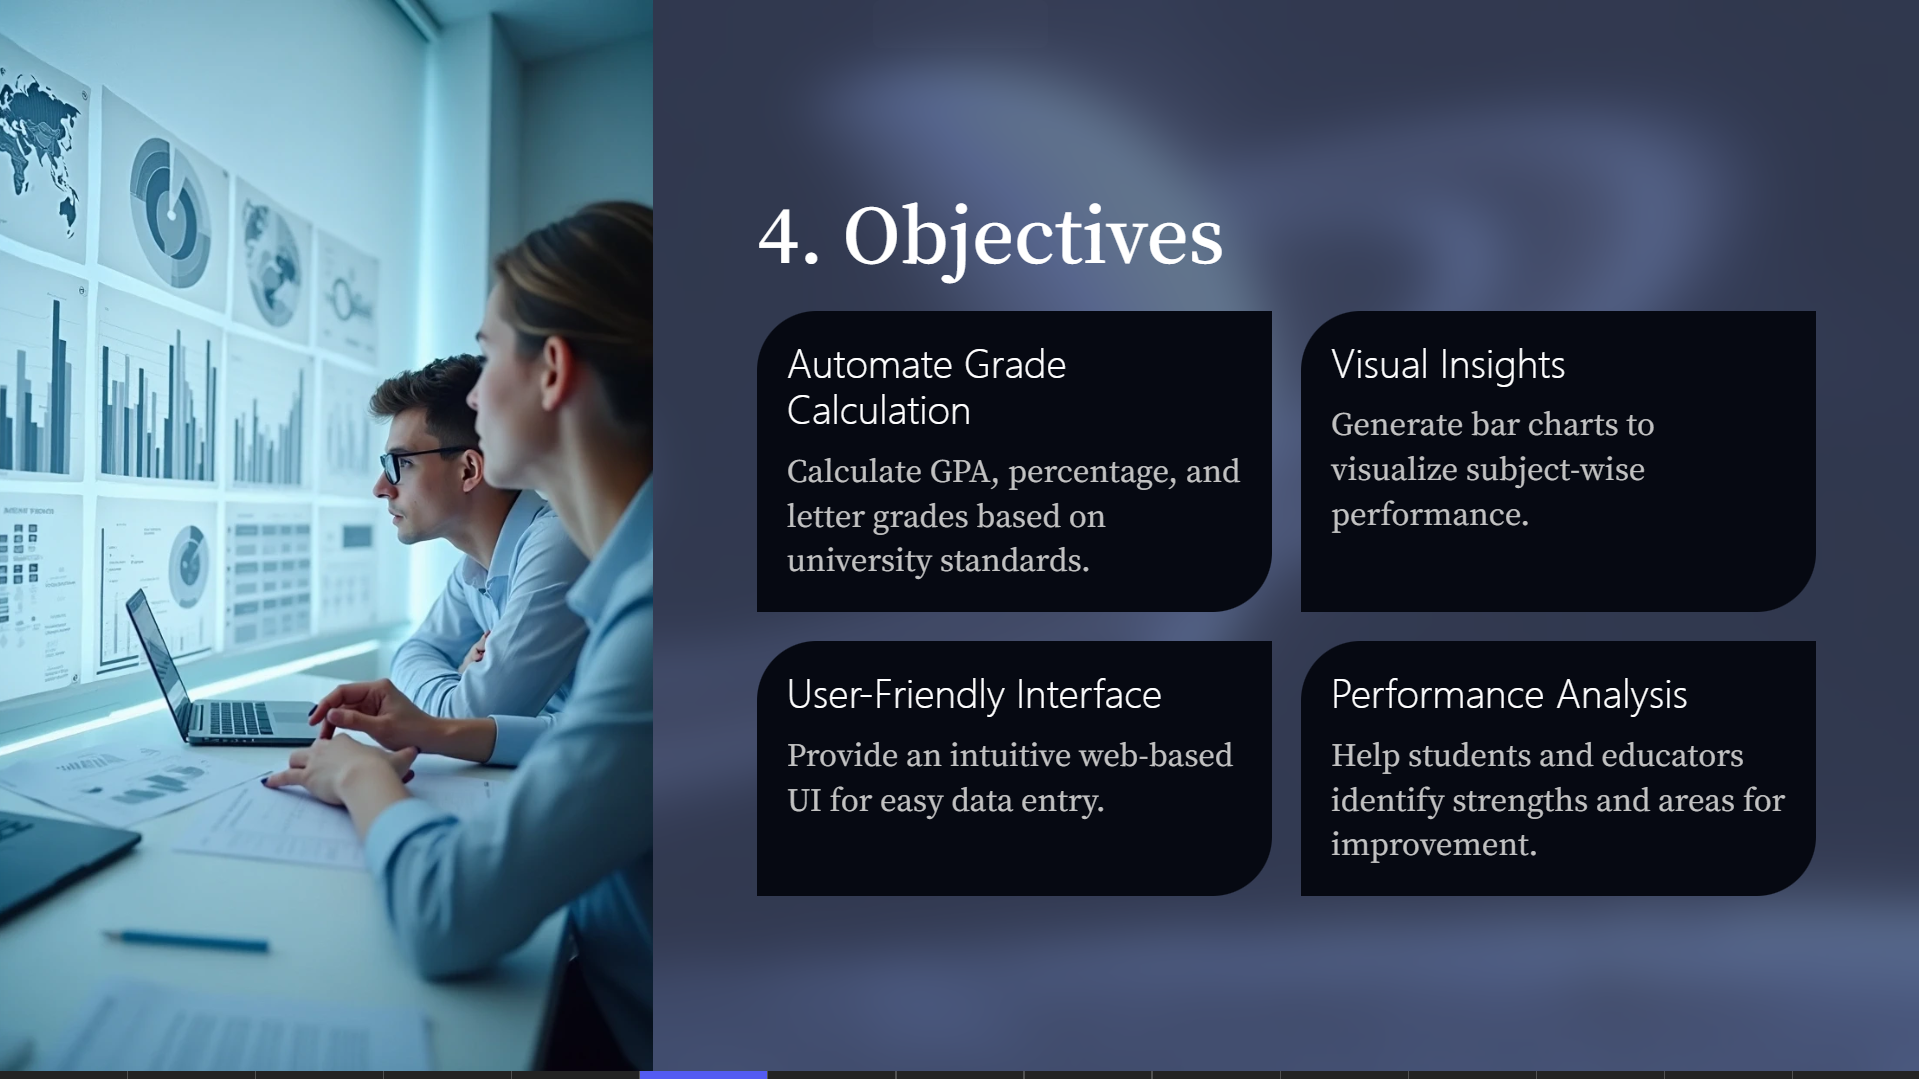 4. Objectives
Automate Grade
Calculation
Calculate GPA, percentage, and
letter grades based on
university standards.
Visual Insights
Generate bar charts to
visualize subject-wise
performance.
User-Friendly Interface
Provide an intuitive web-based
UI for easy data entry.
Performance Analysis
Help students and educators
identify strengths and areas for
improvement.